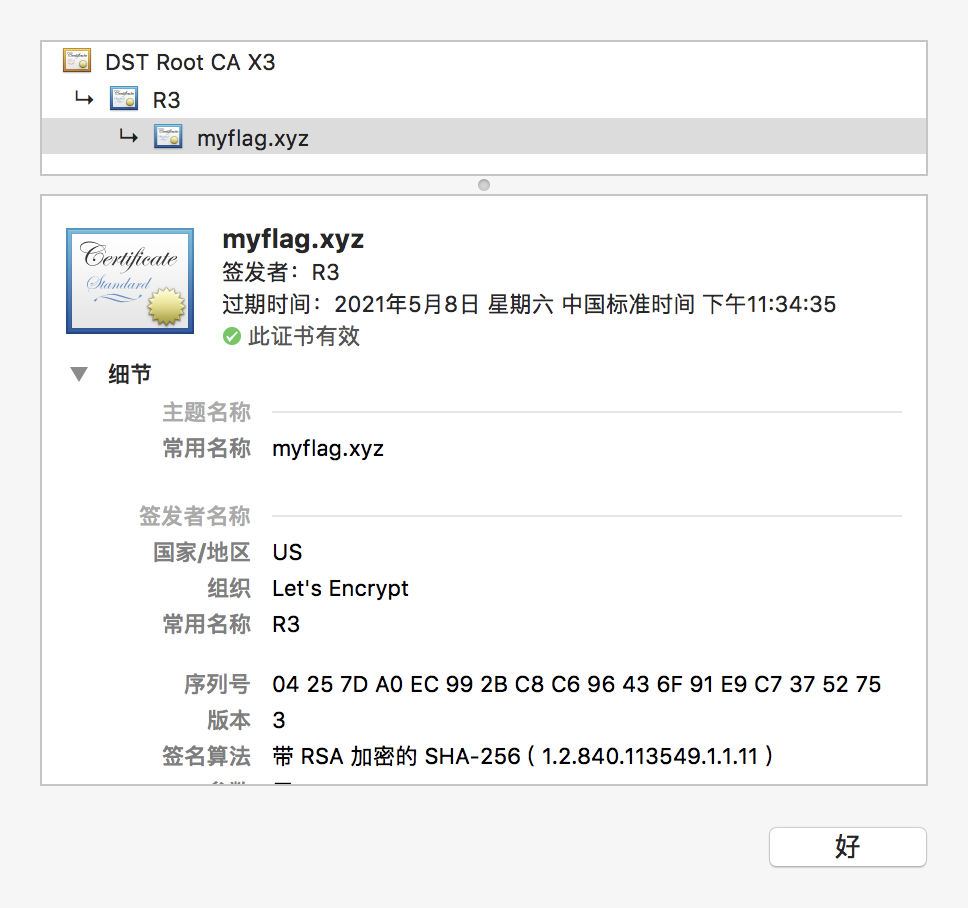 DST Root CA X3
R3
myflag.xyz
Certificate
Standard
myflag.xyz
签发者：R3
过期时间：2021年5月8日 星期六 中国标准时间 下午11:34:35
此证书有效
细节
主题名称
常用名称 myflag.xyz
签发者名称
国家/地区 US
组织 Let's Encrypt
常用名称 R3
序列号 04 25 7D A0 EC 99 2B C8 C6 96 43 6F 91 E9 C7 37 52 75
版本 3
签名算法 带 RSA 加密的 SHA-256 ( 1.2.840.113549.1.1.11 )
好